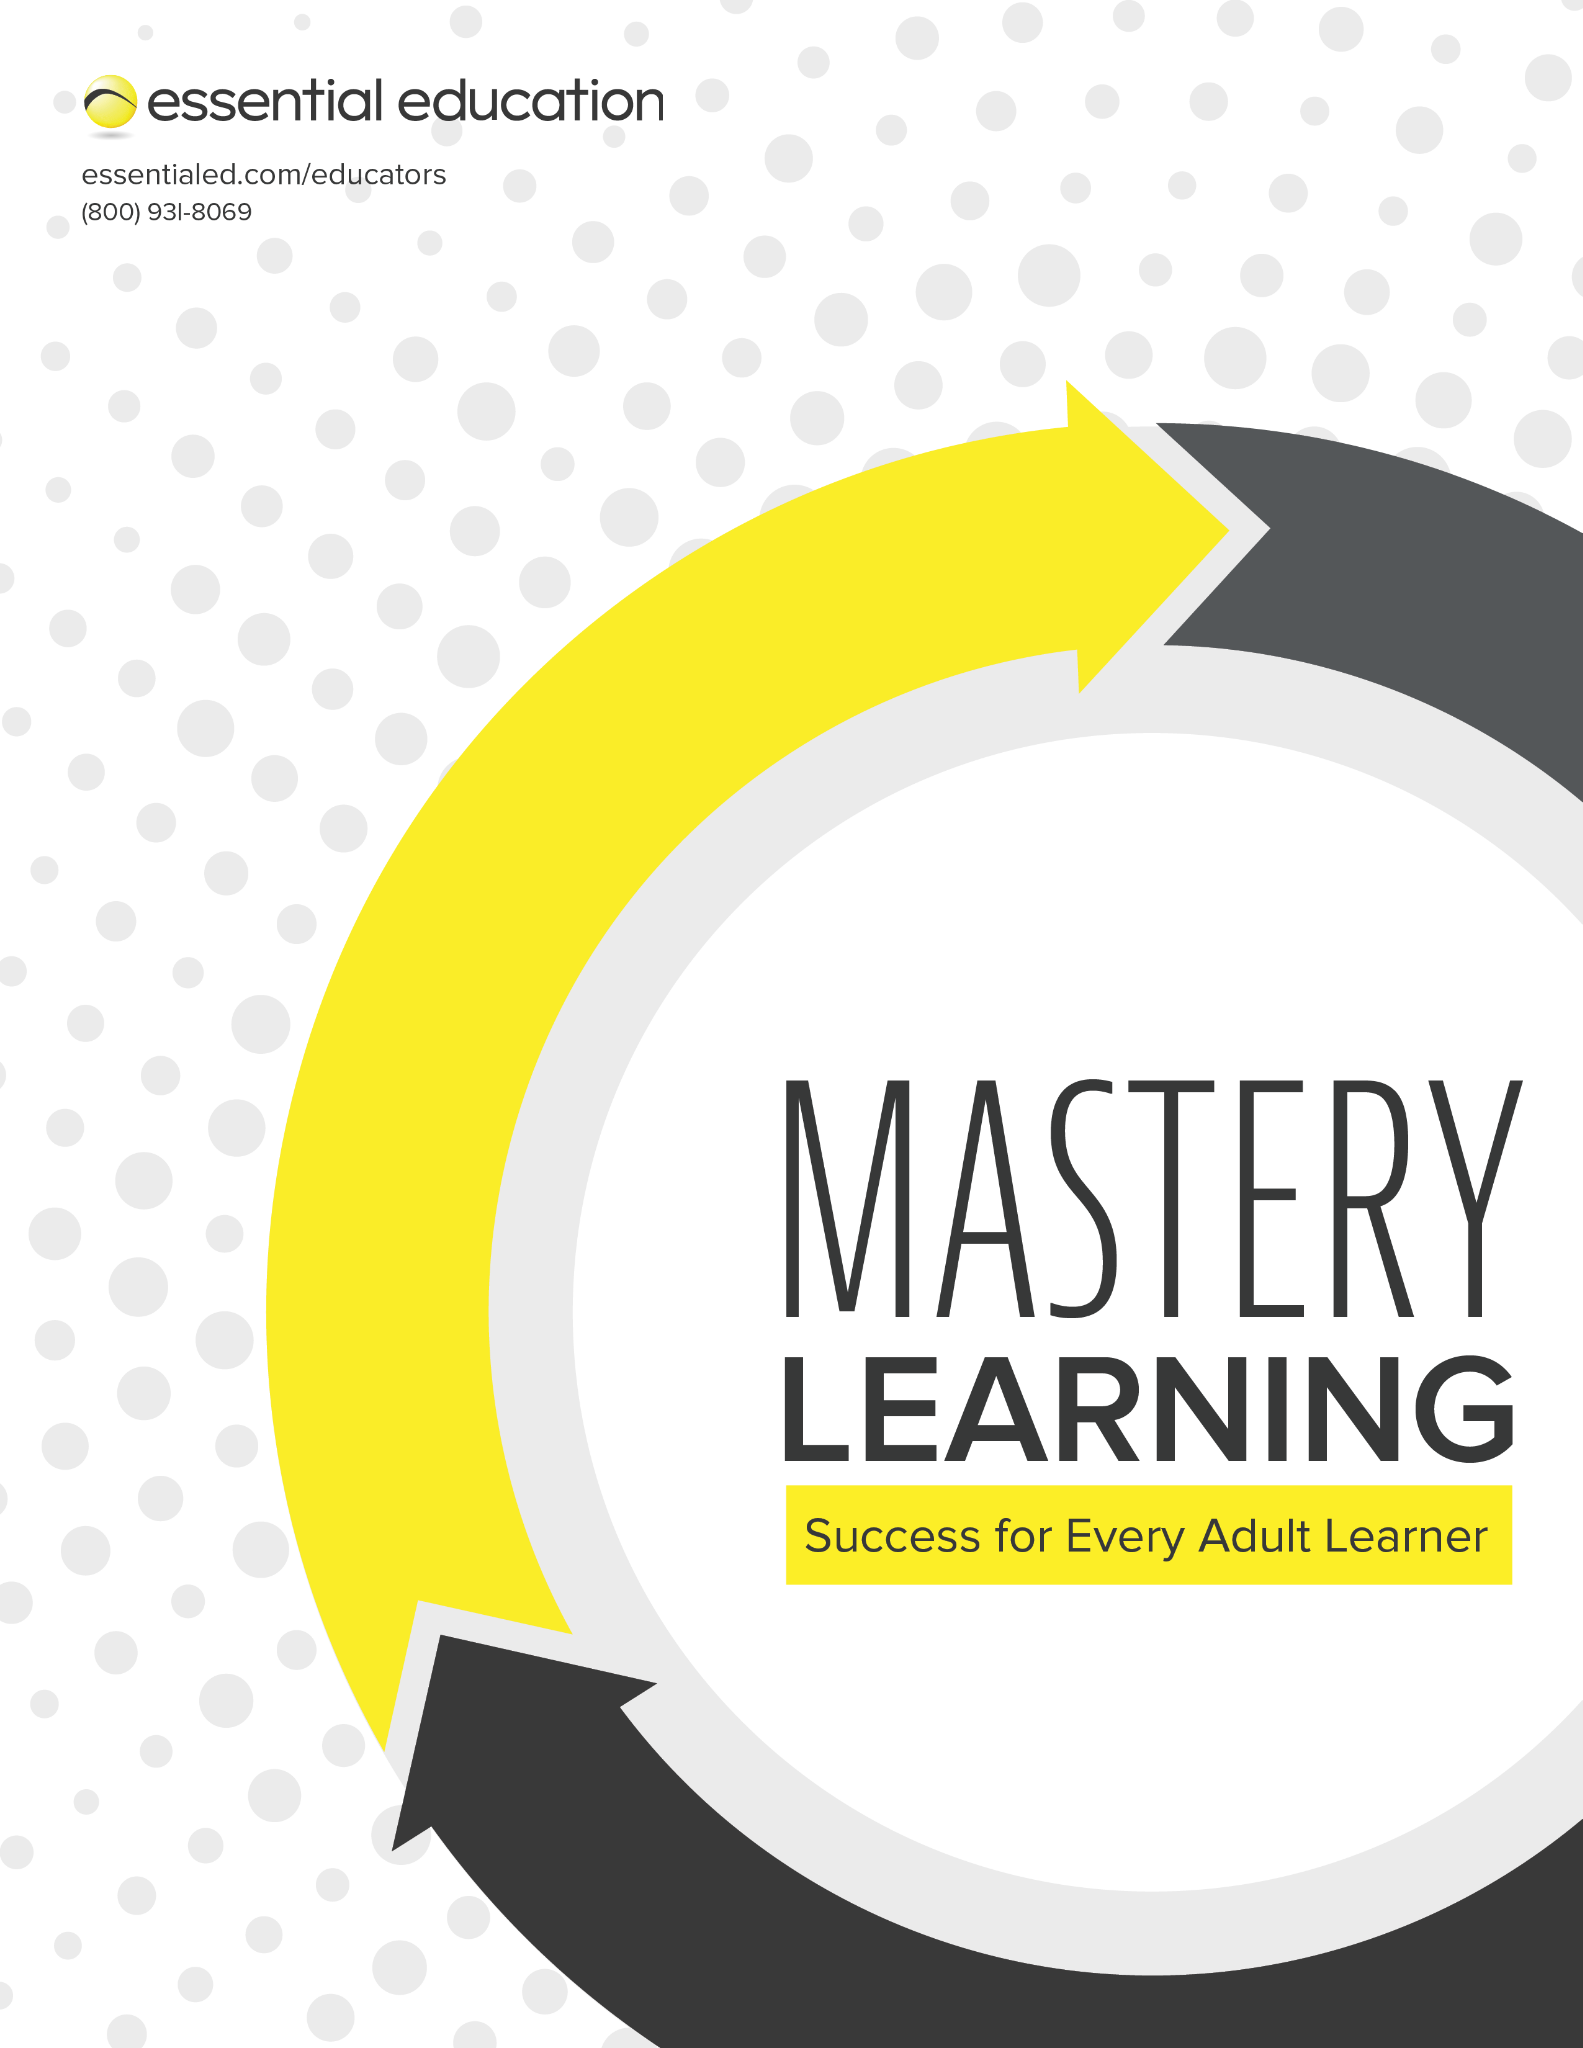 essential education
essentialed.com/educators
(800) 931-8069
MASTERY
LEARNING
Success for Every Adult Learner